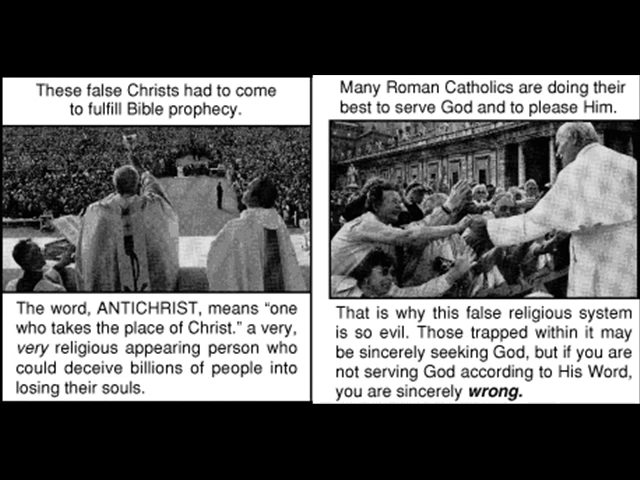 These false Christs had to come
to fulfill Bible prophecy.
The word, ANTICHRIST, means "one
who takes the place of Christ." a very,
very religious appearing person who
could deceive billions of people into
losing their souls.
Many Roman Catholics are doing their
best to serve God and to please Him.
That is why this false religious system
is so evil. Those trapped within it may
be sincerely seeking God, but if you are
not serving God according to His Word,
you are sincerely wrong.